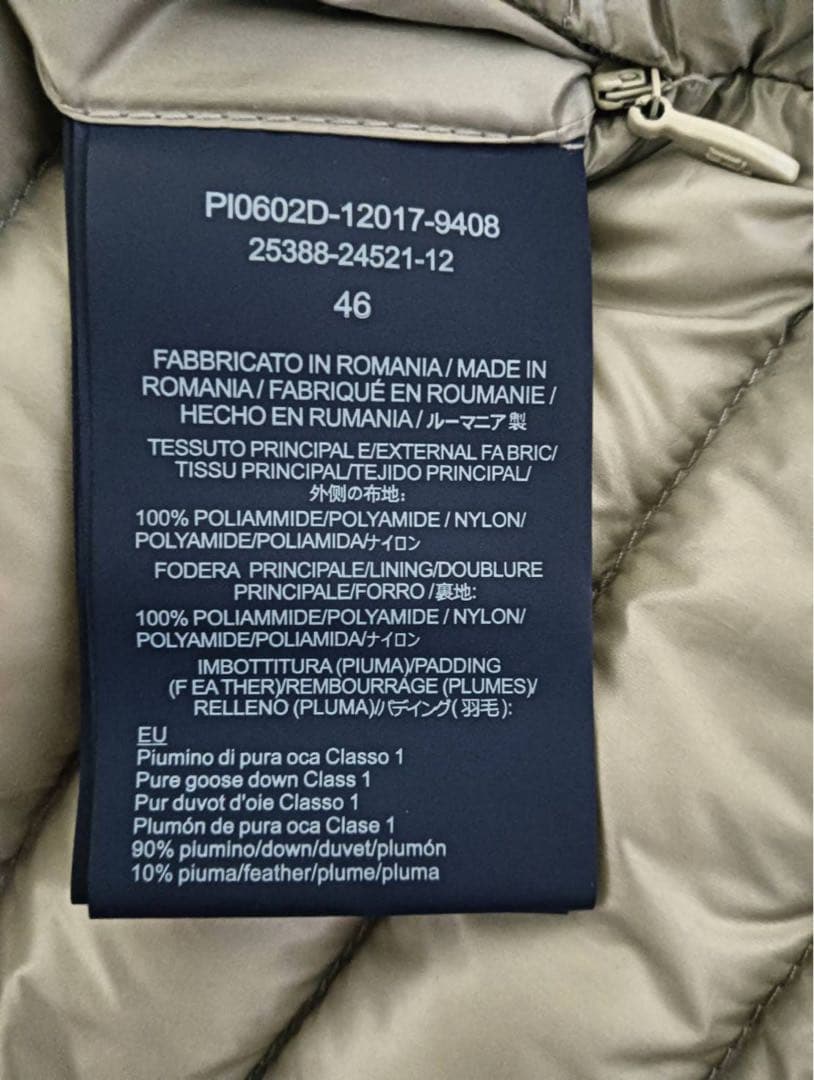 PI0602D-12017-9408
25388-24521-12
46
FABBRICATO IN ROMANIA / MADE IN
ROMANIA / FABRIQUÉ EN ROUMANIE /
HECHO EN RUMANIA / ルーマニア製
TESSUTO PRINCIPAL E/EXTERNAL FA BRIC/
TISSU PRINCIPAL/TEJIDO PRINCIPAL/
外側の布地:
100% POLIAMMIDE/POLYAMIDE / NYLON/
POLYAMIDE/POLIAMIDA/ナイロン
FODERA PRINCIPALE/LINING/DOUBLURE
PRINCIPALE/FORRO /裏地:
100% POLIAMMIDE/POLYAMIDE / NYLON/
POLYAMIDE/POLIAMIDA/ナイロン
IMBOTTITURA (PIUMA)/PADDING
(F EA THER)/REMBOURRAGE (PLUMES)/
RELLENO (PLUMA)/パディング( 羽毛 ):
EU
Piumino di pura oca Classo 1
Pure goose down Class 1
Pur duvot d'oie Classo 1
Plumón de pura oca Clase 1
90% piumino/down/duvet/plumón
10% piuma/feather/plume/pluma